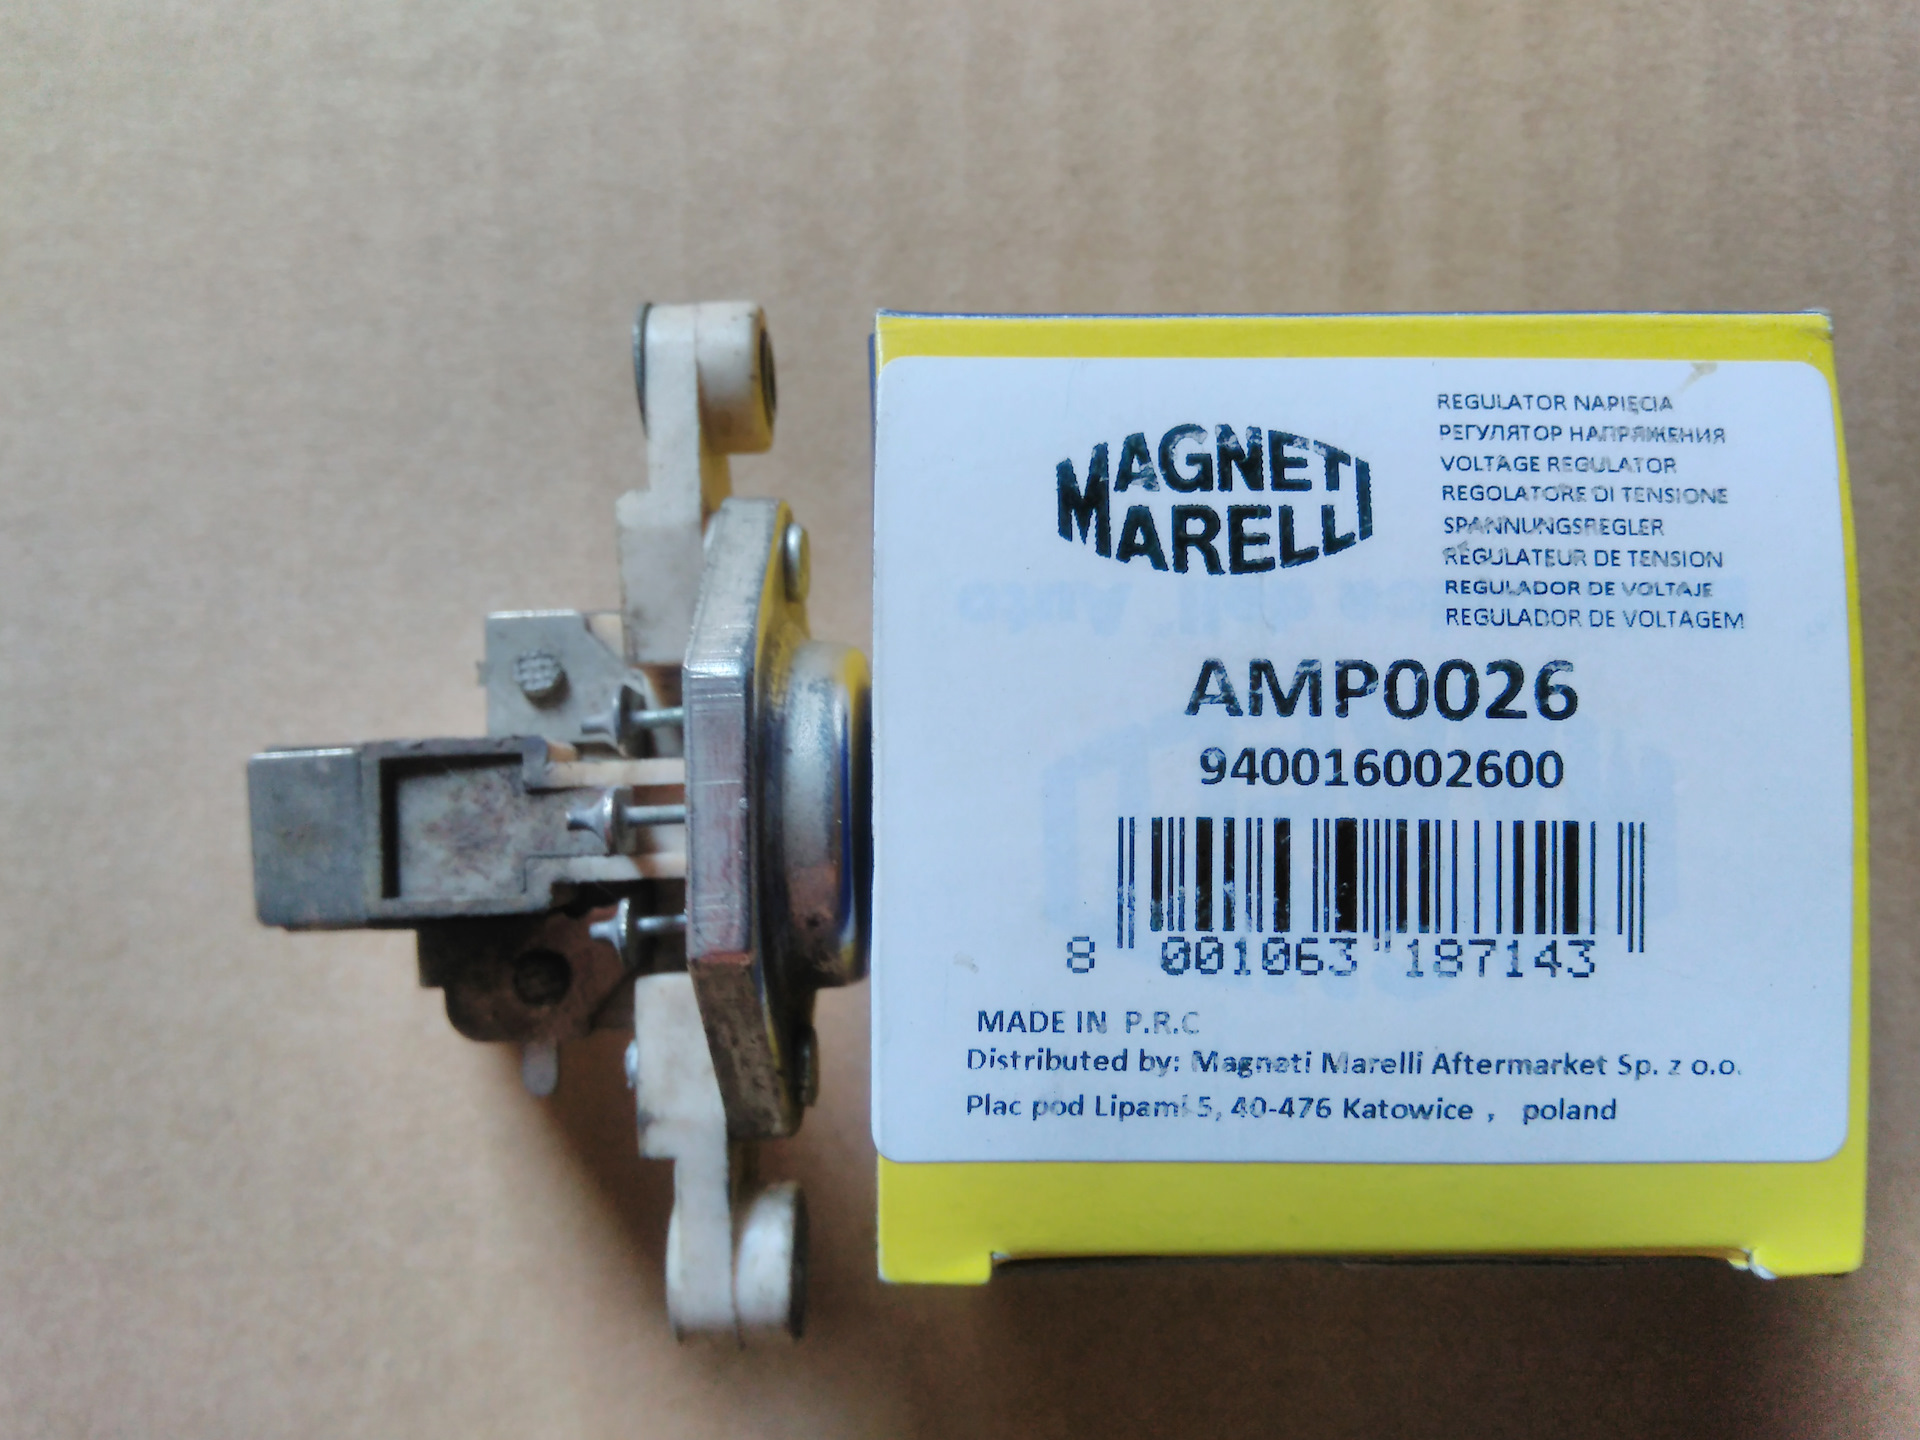 MAGNETI
MARELLI
REGULATOR NAPIĘCIA
РЕГУЛЯТОР НАПРЯЖЕНИЯ
VOLTAGE REGULATOR
REGOLATORE DI TENSIONE
SPANNUNGSREGLER
RÉGULATEUR DE TENSION
REGULADOR DE VOLTAJE
REGULADOR DE VOLTAGEM
AMP0026
940016002600
8 001063 187143
MADE IN P.R.C
Distributed by: Magneti Marelli Aftermarket Sp. z o.o.
Plac pod Lipami 5, 40-476 Katowice , poland